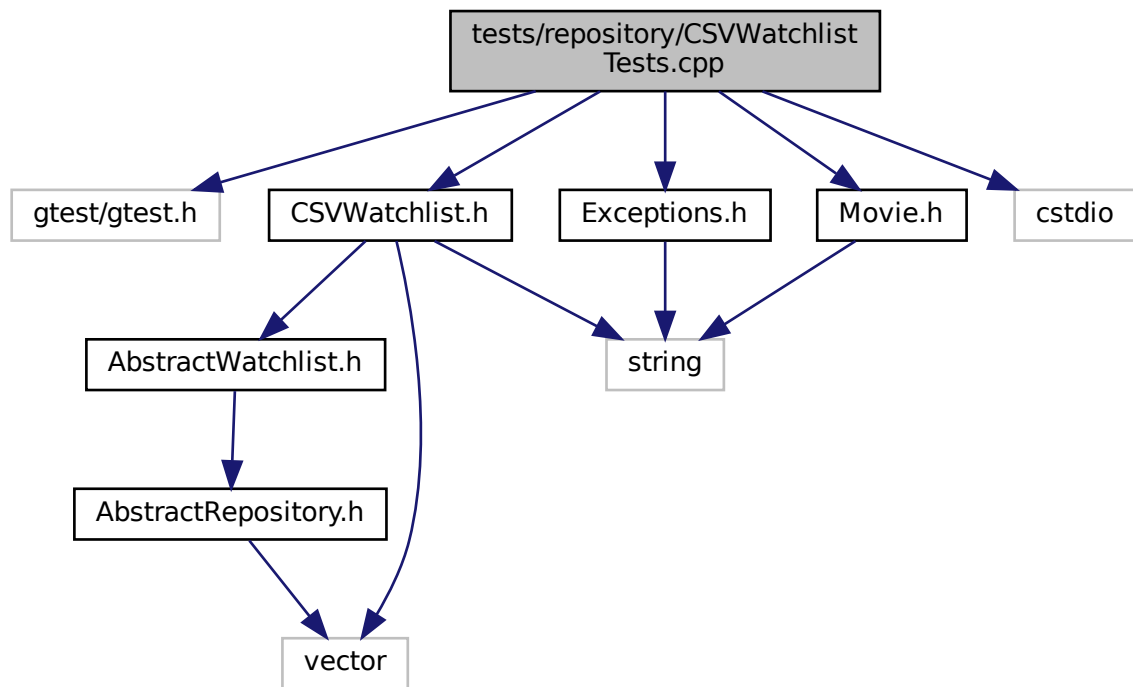 tests/repository/CSVWatchlist
Tests.cpp
gtest/gtest.h
CSVWatchlist.h
Exceptions.h
Movie.h
cstdio
AbstractWatchlist.h
string
AbstractRepository.h
vector